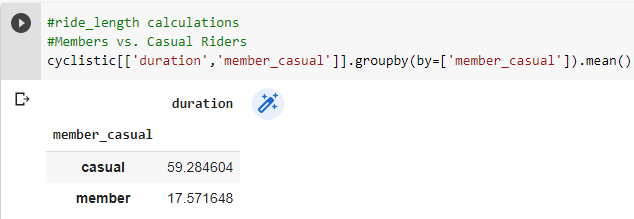 #ride_length calculations
#Members vs. Casual Riders
cyclistic[['duration','member_casual']].groupby(by=['member_casual']).mean()
duration
member_casual
casual 59.284604
member 17.571648